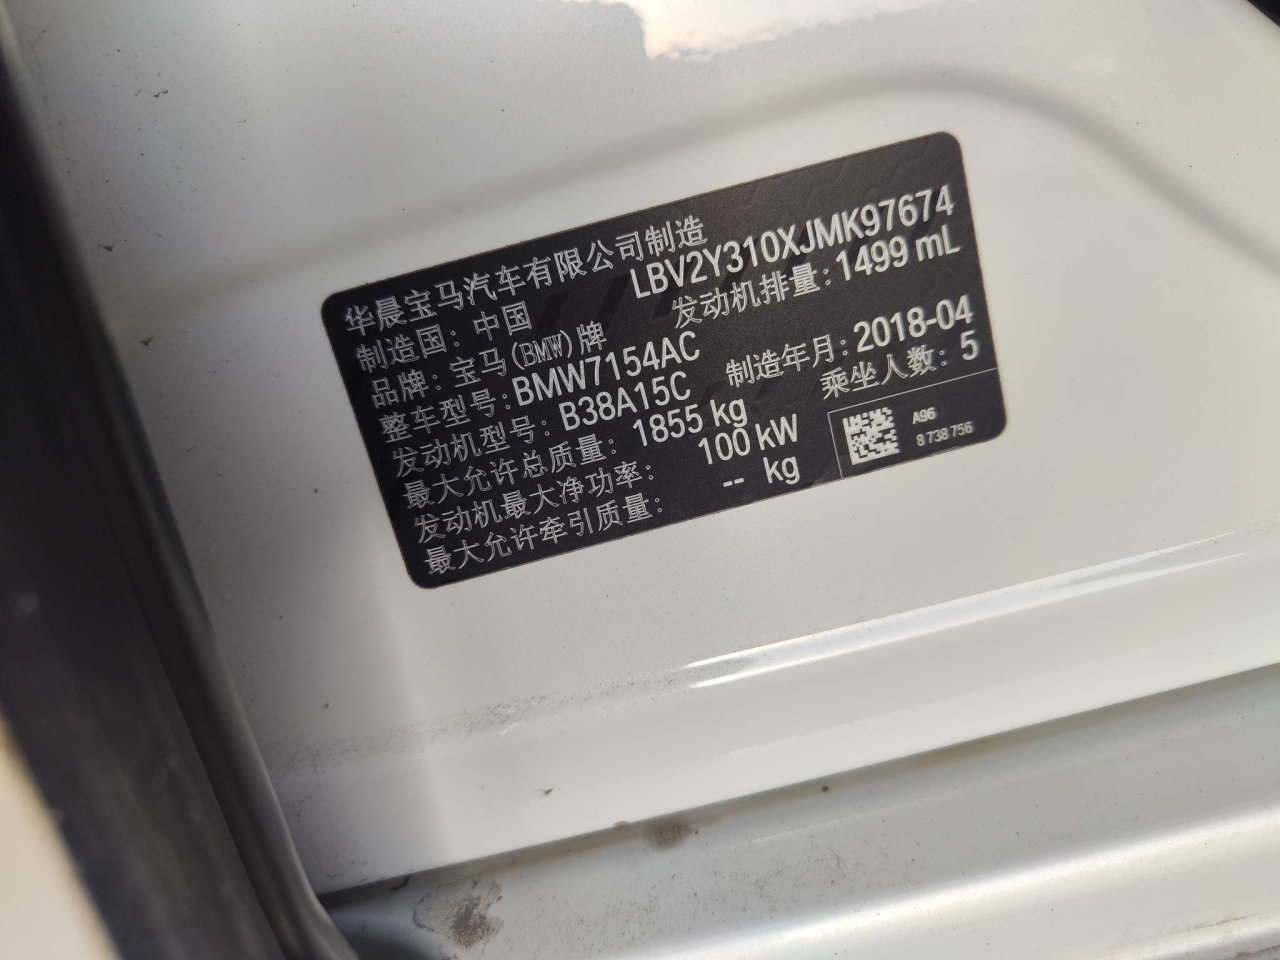 华晨宝马汽车有限公司制造
制造国：中国 LBV2Y310XJMK97674
品牌：宝马(BMW)牌 发动机排量：1499 mL
整车型号：BMW7154AC
发动机型号：B38A15C 制造年月：2018-04
最大允许总质量：1855 kg 乘坐人数：5
发动机最大净功率：100 kW
最大允许牵引质量：-- kg
A96
8 738 756